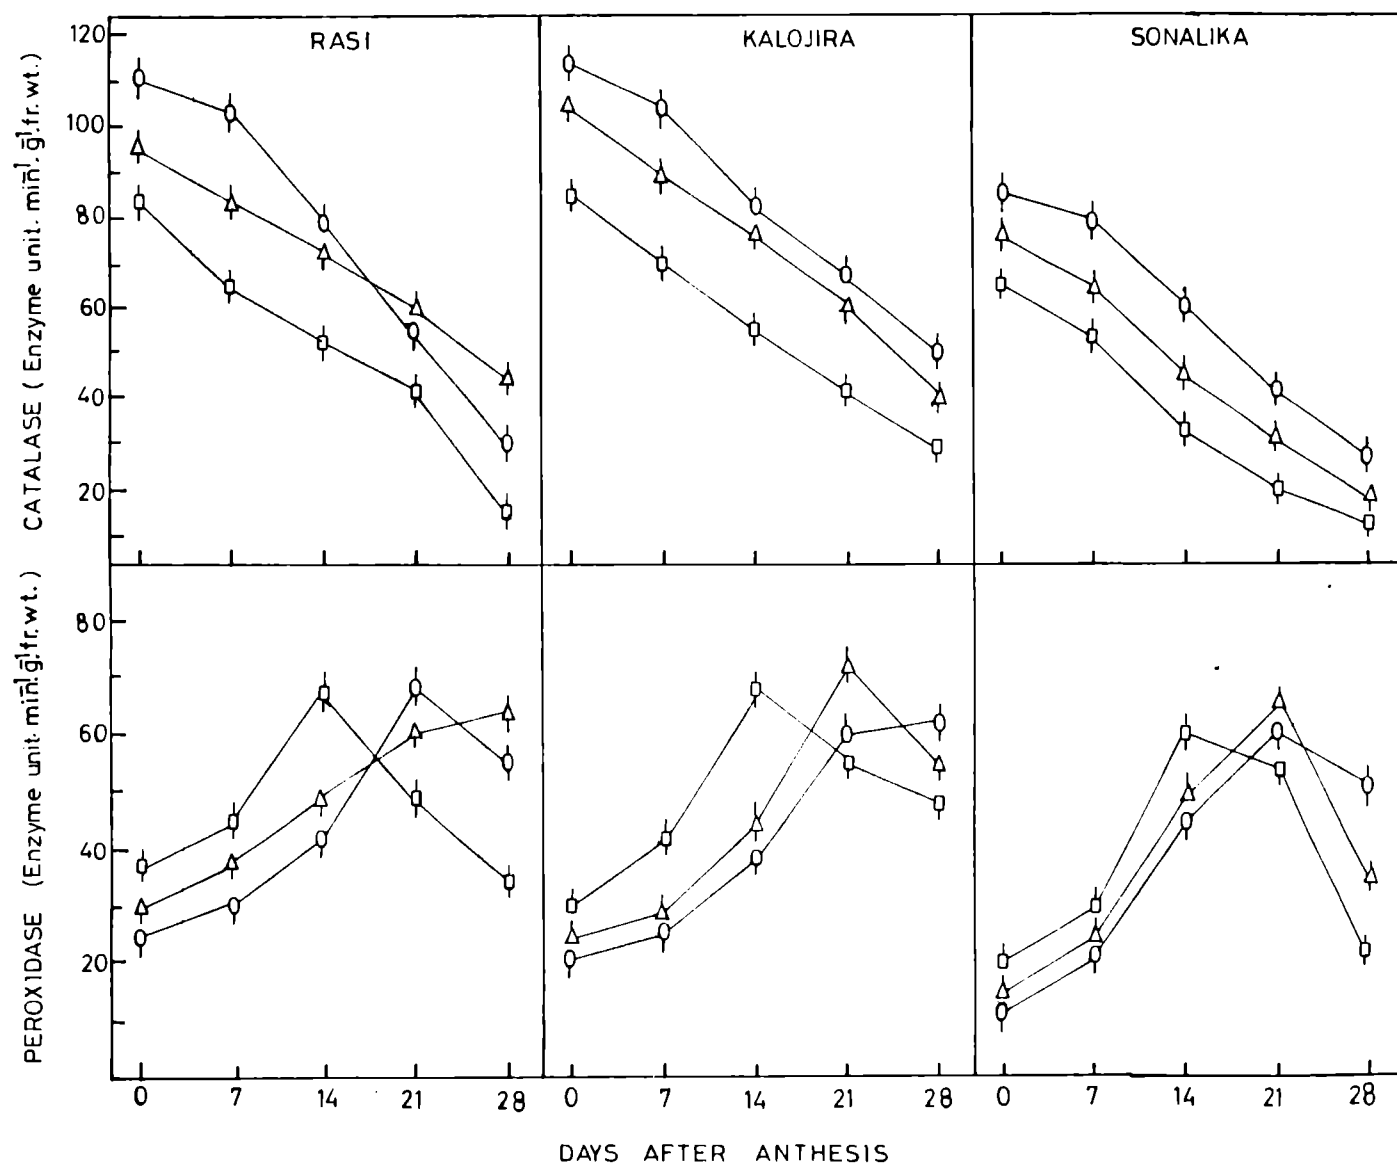 RASI
KALOJIRA
SONALIKA
CATALASE ( Enzyme unit. min̄¹. ḡ¹.fr. wt.)
120
100
80
60
40
20
PEROXIDASE (Enzyme unit. min̄¹.ḡ¹.fr.wt.)
80
60
40
20
0 7 14 21 28
0 7 14 21 28
0 7 14 21 28
DAYS AFTER ANTHESIS